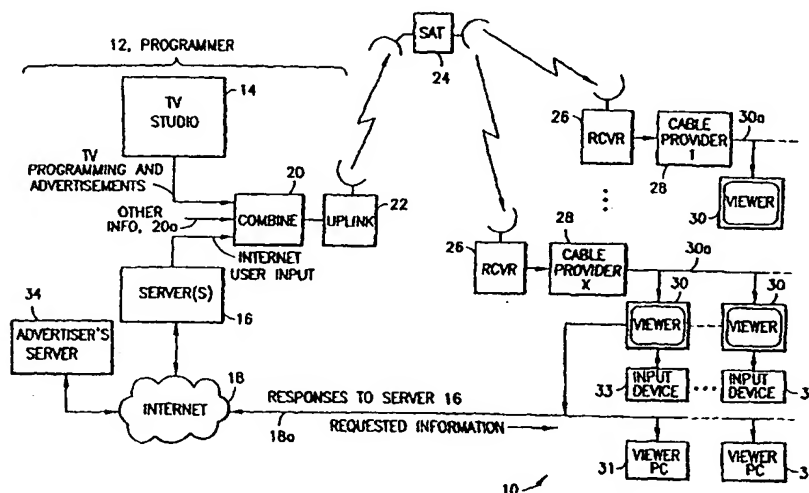 12, PROGRAMMER
TV
STUDIO
14
TV
PROGRAMMING AND
ADVERTISEMENTS
OTHER
INFO, 20a
20
COMBINE
UPLINK
22
INTERNET
USER INPUT
SERVER(S)
16
34
ADVERTISER'S
SERVER
18
INTERNET
RESPONSES TO SERVER 16
18a
REQUESTED INFORMATION
SAT
24
26
RCVR
CABLE
PROVIDER
1
28
30a
30
VIEWER
26
RCVR
28
CABLE
PROVIDER
X
30a
30
VIEWER
30
VIEWER
33
INPUT
DEVICE
INPUT
DEVICE
3
31
VIEWER
PC
VIEWER
PC
3
10